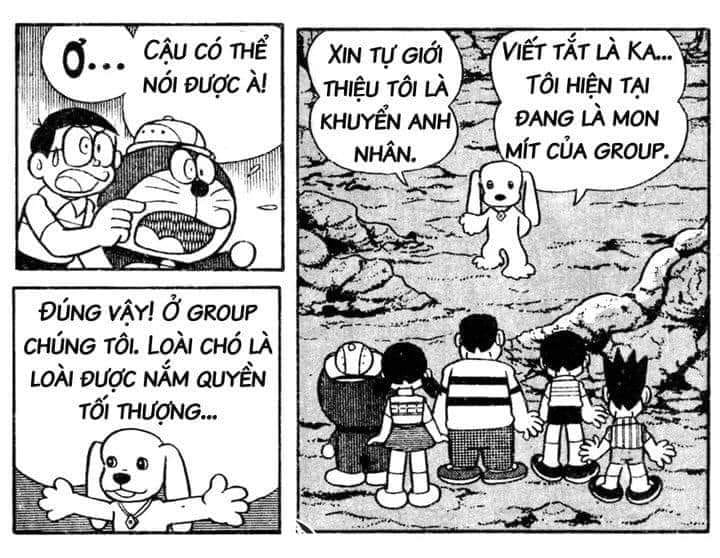 Ơ...
CẬU CÓ THỂ
NÓI ĐƯỢC À!
ĐÚNG VẬY! Ở GROUP
CHÚNG TÔI. LOÀI CHÓ LÀ
LOÀI ĐƯỢC NẮM QUYỀN
TỐI THƯỢNG...
XIN TỰ GIỚI
THIỆU TÔI LÀ
KHUYỂN ANH
NHÂN.
VIẾT TẮT LÀ KA...
TÔI HIỆN TẠI
ĐANG LÀ MON
MÍT CỦA GROUP.